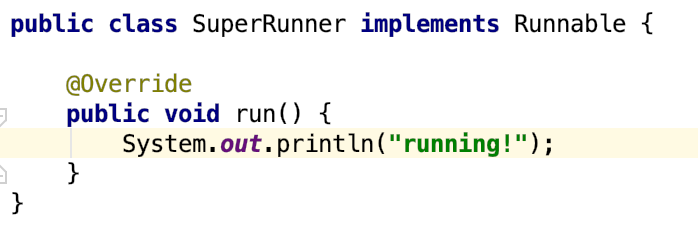 public class SuperRunner implements Runnable {
@Override
public void run() {
System.out.println("running!");
}
}